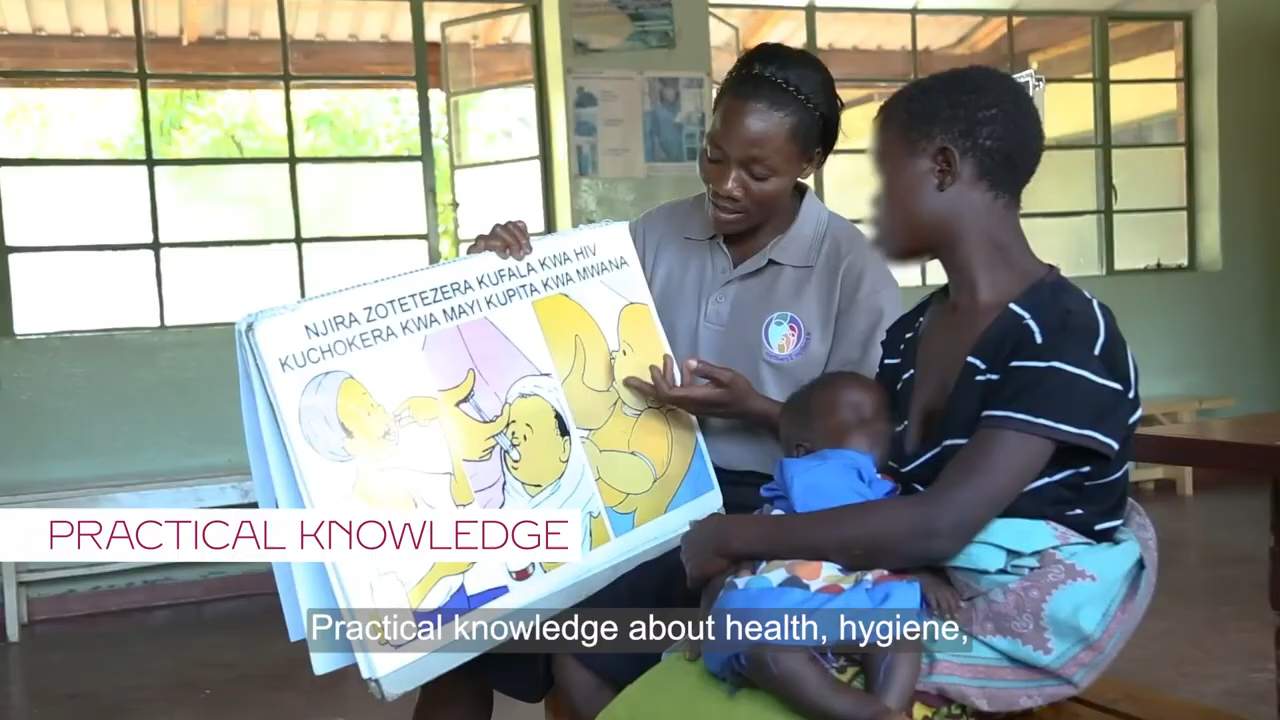 NJIRA ZOTETEZERA KUFALA KWA HIV
KUCHOKERA KWA MAYI KUPITA KWA MWANA
PRACTICAL KNOWLEDGE
Practical knowledge about health, hygiene,